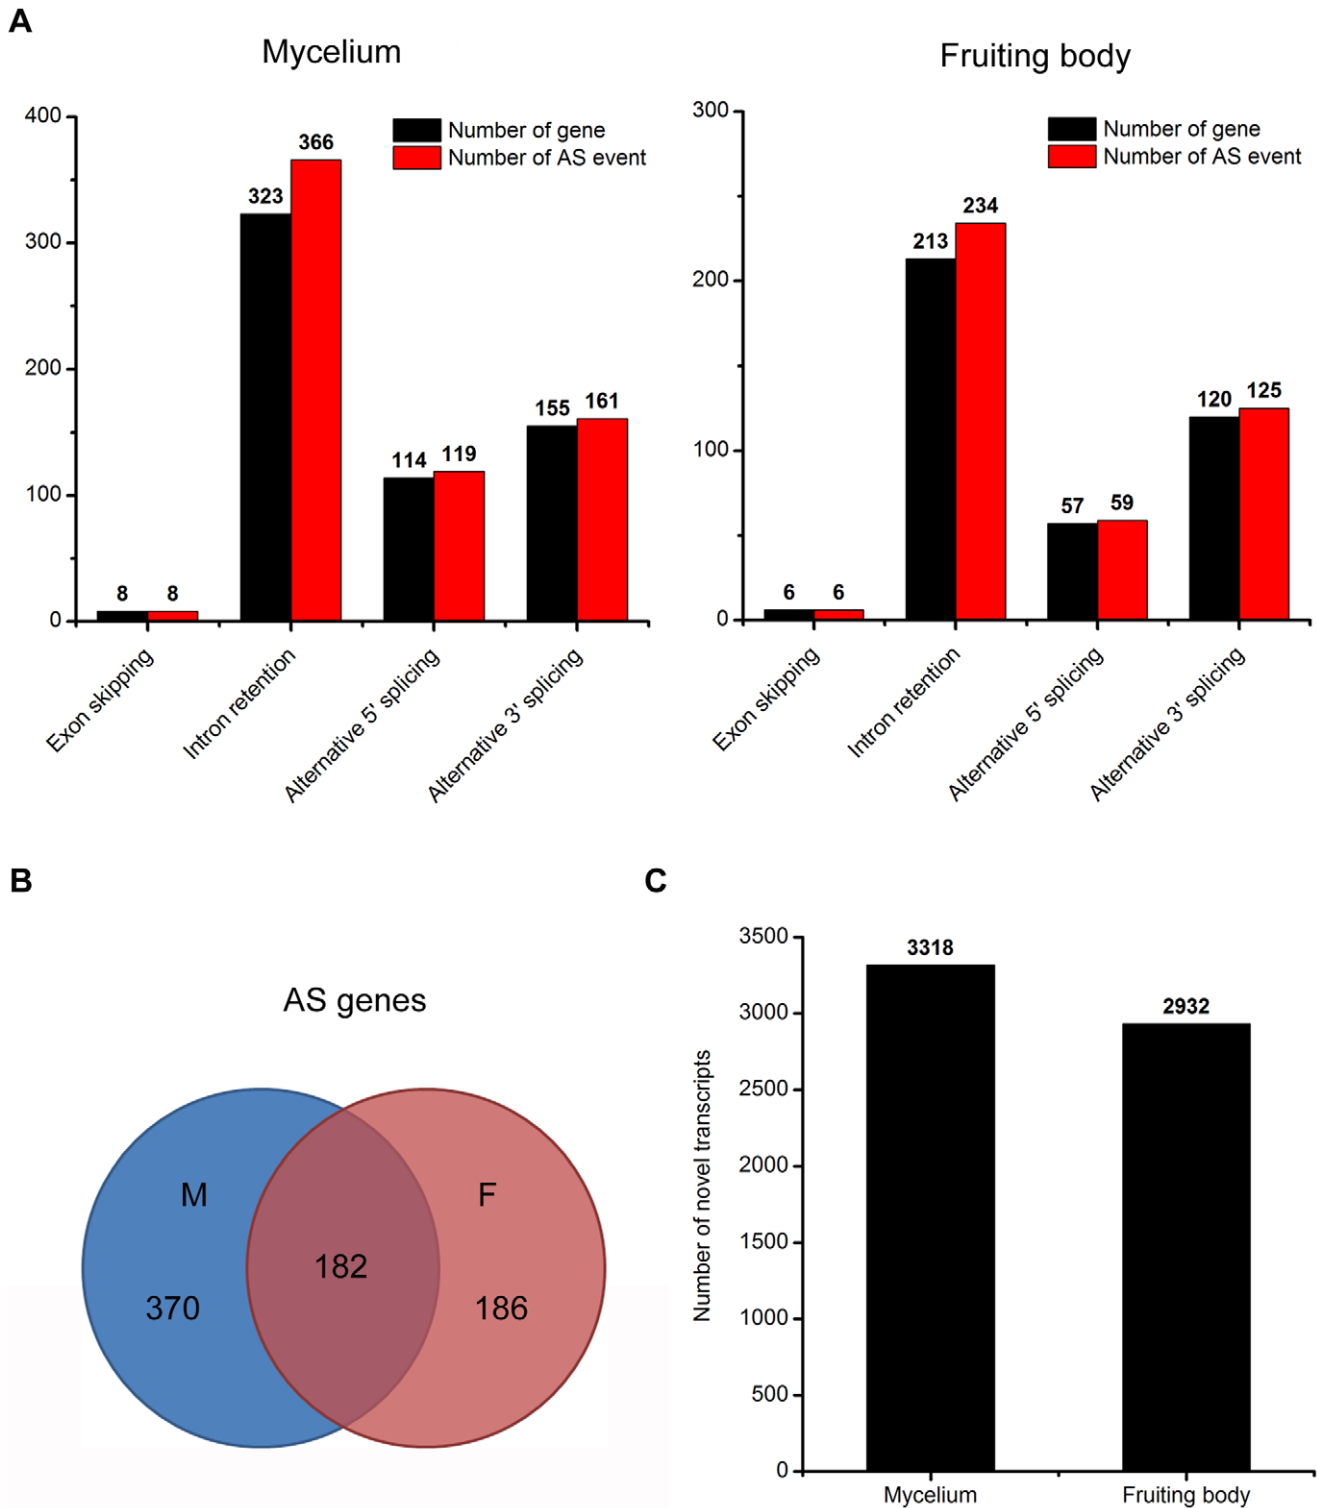 A
Mycelium
400
300
200
100
0
Number of gene
Number of AS event
8
8
323
366
114
119
155
161
Exon skipping
Intron retention
Alternative 5' splicing
Alternative 3' splicing
Fruiting body
300
200
100
0
Number of gene
Number of AS event
6
6
213
234
57
59
120
125
Exon skipping
Intron retention
Alternative 5' splicing
Alternative 3' splicing
B
AS genes
M
F
370
182
186
C
Number of novel transcripts
3500
3000
2500
2000
1500
1000
500
0
3318
2932
Mycelium
Fruiting body